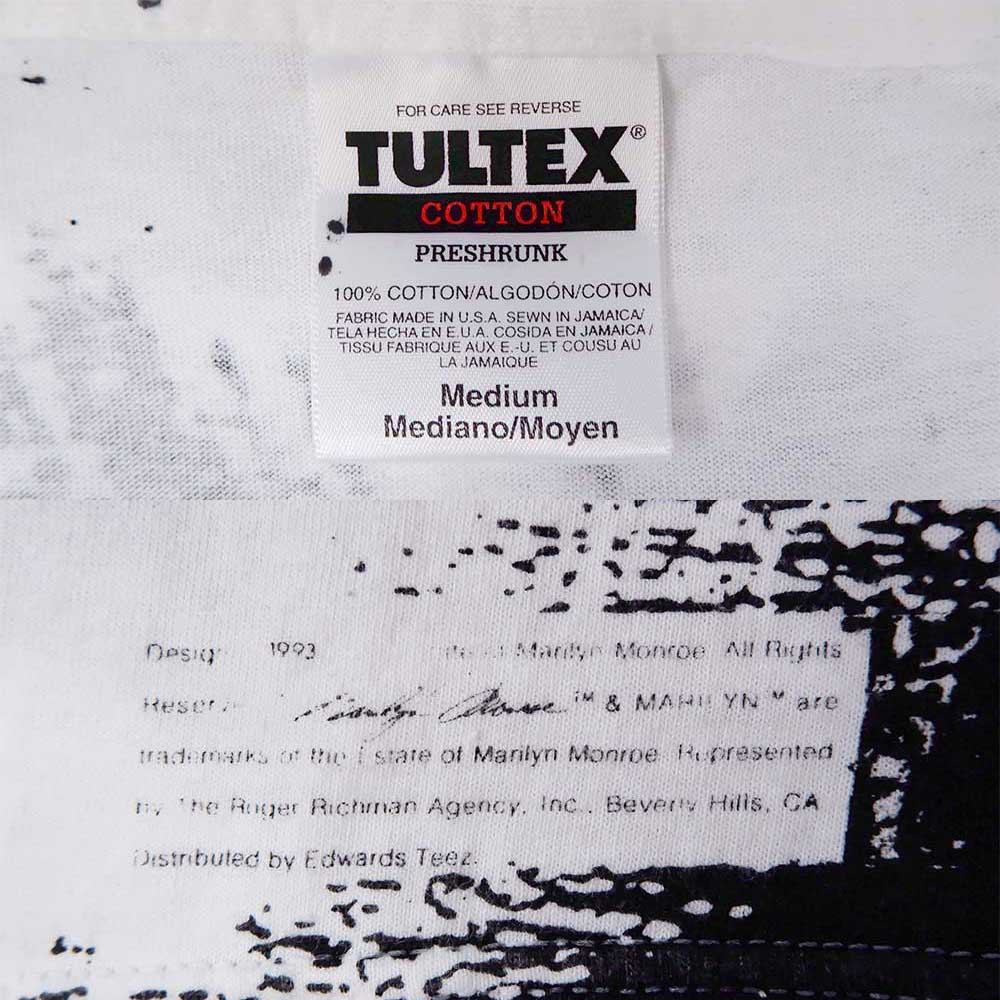 FOR CARE SEE REVERSE
TULTEX®
COTTON
PRESHRUNK
100% COTTON/ALGODÓN/COTON
FABRIC MADE IN U.S.A. SEWN IN JAMAICA/
TELA HECHA EN E.U.A. COSIDA EN JAMAICA/
TISSU FABRIQUE AUX E.-U. ET COUSU AU
LA JAMAIQUE
Medium
Mediano/Moyen
1993 Marilyn Monroe. All Rights
Marilyn Monroe ™ & MARILYN ™ are
trademarks of the Estate of Marilyn Monroe. Represented
by The Roger Richman Agency, Inc., Beverly Hills, CA
Distributed by Edwards Teez.